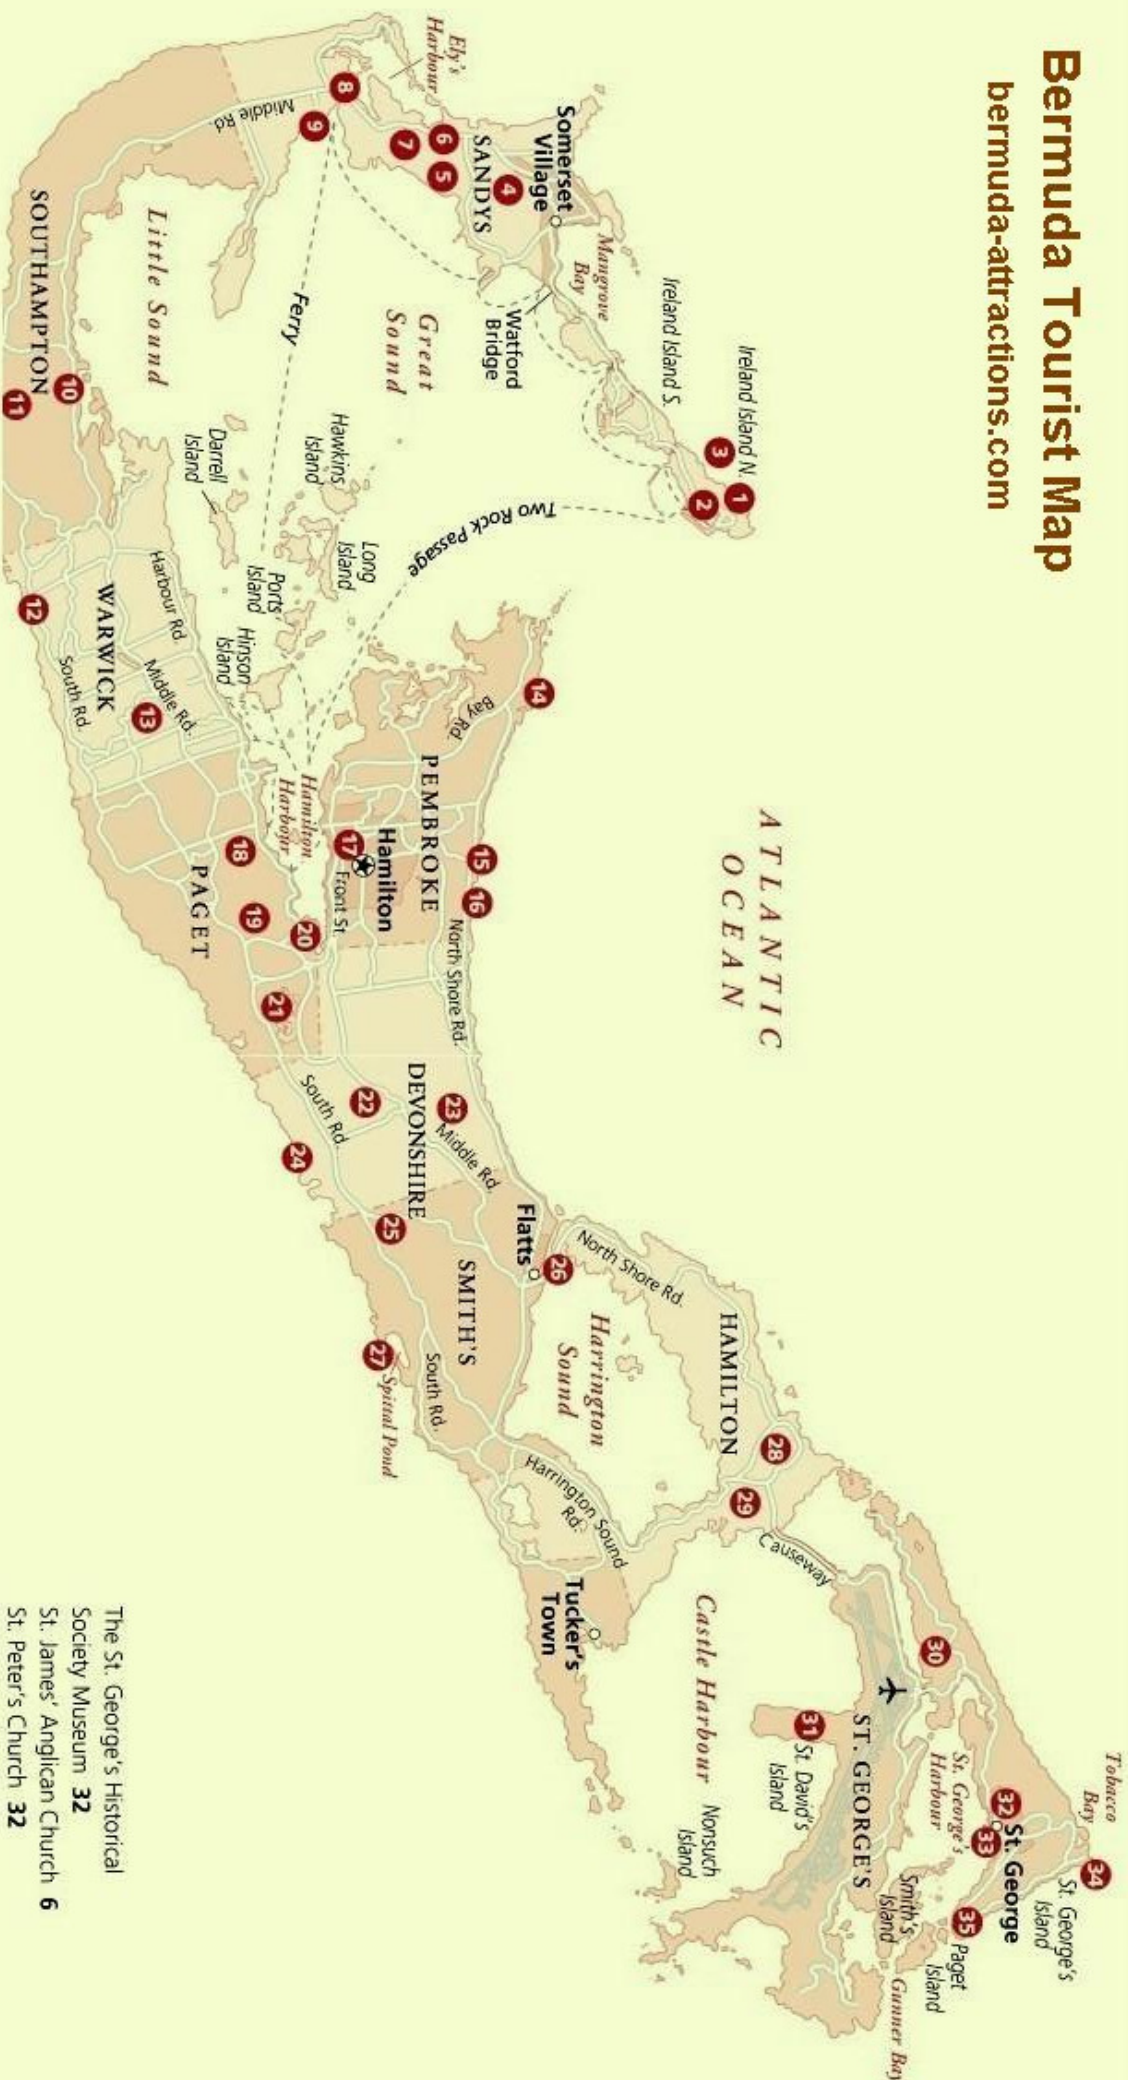 Bermuda Tourist Map
bermuda-attractions.com
Ely's
Harbour
Somerset
Village
SANDYS
Mangrove
Bay
Watford
Bridge
Ireland Island S.
Ireland Island N.
1
2
3
4
5
6
7
8
9
Middle Rd.
Great
Sound
Little Sound
Ferry
Two Rock Passage
Hawkins
Island
Long
Island
Darrell
Island
Ports
Island
Hinson
Island
SOUTHAMPTON
10
11
12
WARWICK
Harbour Rd.
Middle Rd.
South Rd.
13
ATLANTIC
OCEAN
14
Bay
Rd.
PEMBROKE
15
16
North Shore Rd.
Hamilton
17
Front St.
Hamilton
Harbour
18
19
20
21
PAGET
DEVONSHIRE
22
23
Middle Rd.
South Rd.
24
25
Flatts
26
North Shore Rd.
SMITH'S
South Rd.
27
Spittal Pond
Harrington
Sound
HAMILTON
28
29
Causeway
Harrington Sound
Rd.
Tucker's
Town
Castle Harbour
Nonsuch
Island
30
31
St. David's
Island
ST. GEORGE'S
St. George's
Harbour
32
33
St. George
Tobacco
Bay
34
St. George's
Island
35
Paget
Island
Smith's
Island
Gunner Bay
The St. George's Historical
Society Museum 32
St. James' Anglican Church 6
St. Peter's Church 32